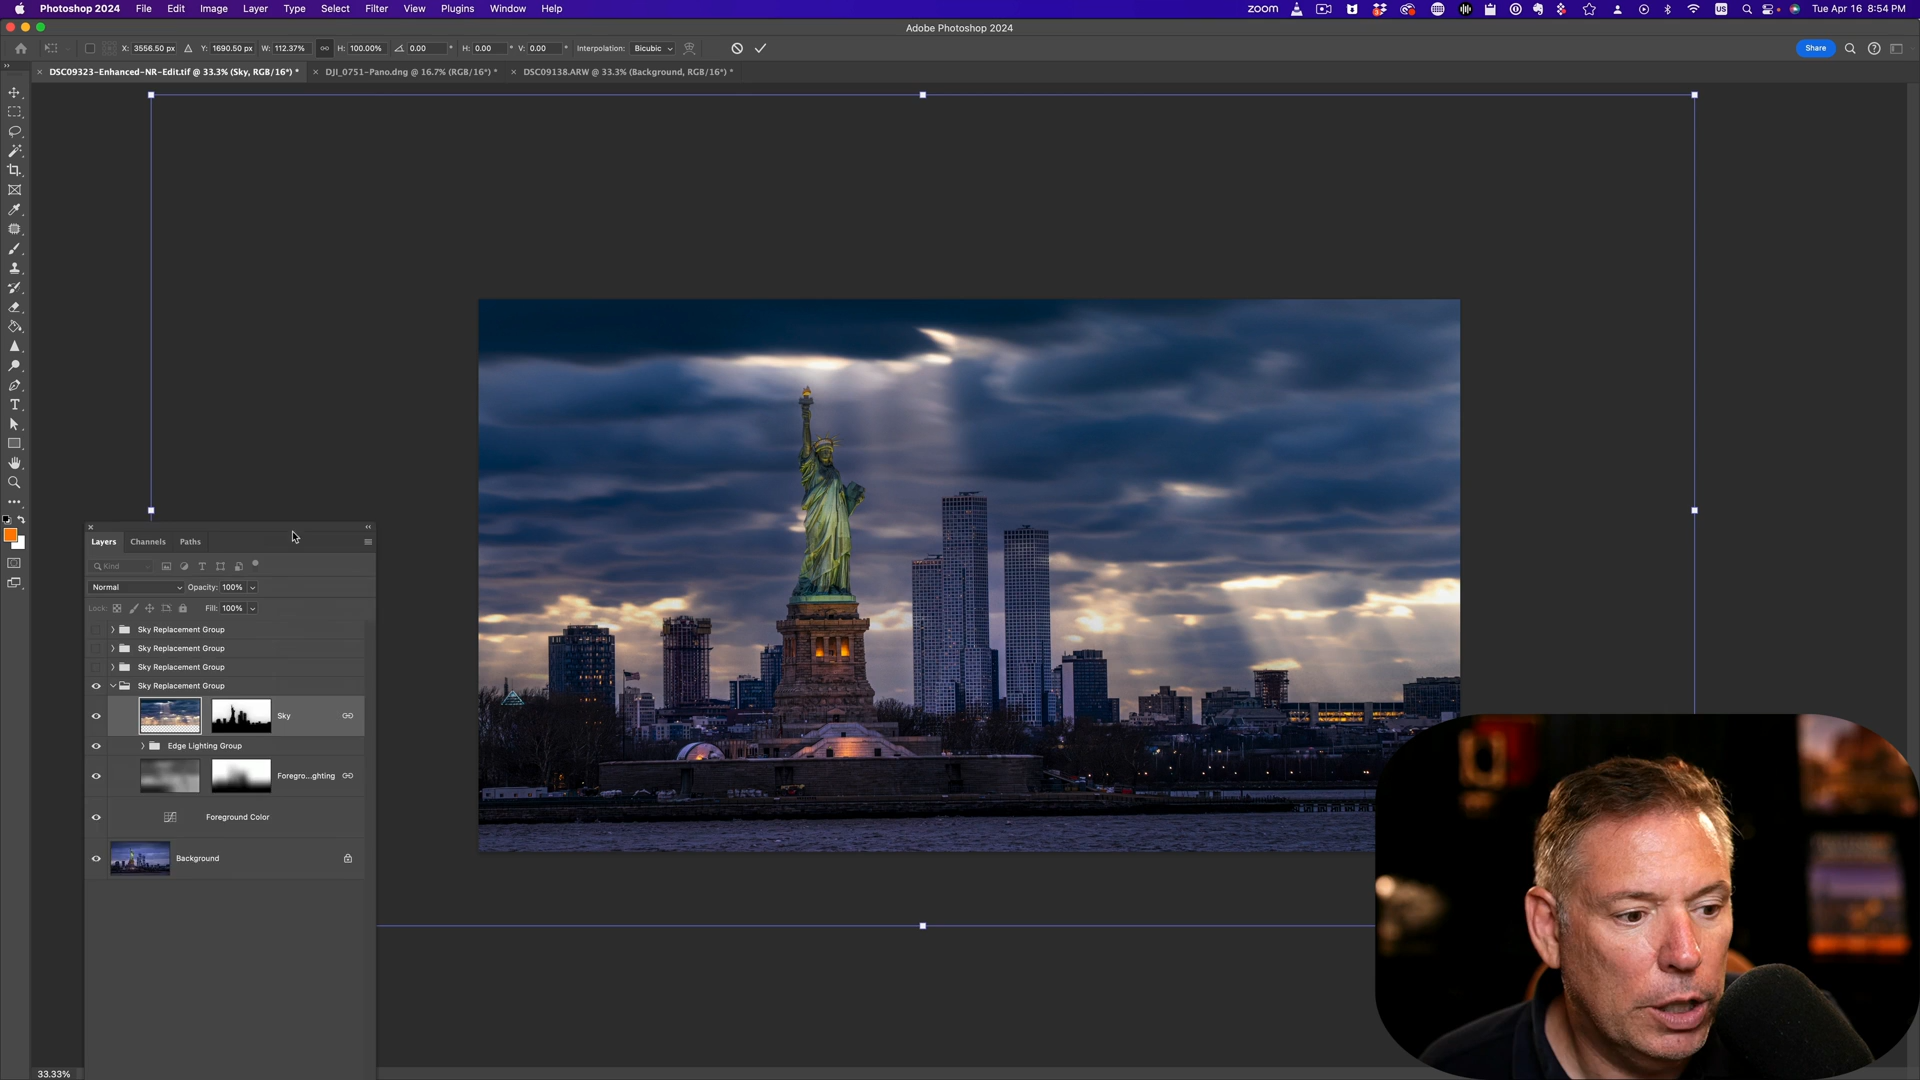 Photoshop 2024 File Edit Image Layer Type Select Filter View Plugins Window Help
zoom Tue Apr 16 8:54 PM
Adobe Photoshop 2024
X: 3556.50 px Y: 1690.50 px W: 112.37% H: 100.00% 0.00 ° H: 0.00 ° V: 0.00 ° Interpolation: Bicubic
Share
DSC09323-Enhanced-NR-Edit.tif @ 33.3% (Sky, RGB/16*) * DJI_0751-Pano.dng @ 16.7% (RGB/16*) * DSC09138.ARW @ 33.3% (Background, RGB/16*) *
Layers Channels Paths
Kind
Normal Opacity: 100%
Lock: Fill: 100%
Sky Replacement Group
Sky Replacement Group
Sky Replacement Group
Sky Replacement Group
Sky
Edge Lighting Group
Foregro...ghting
Foreground Color
Background
33.33%